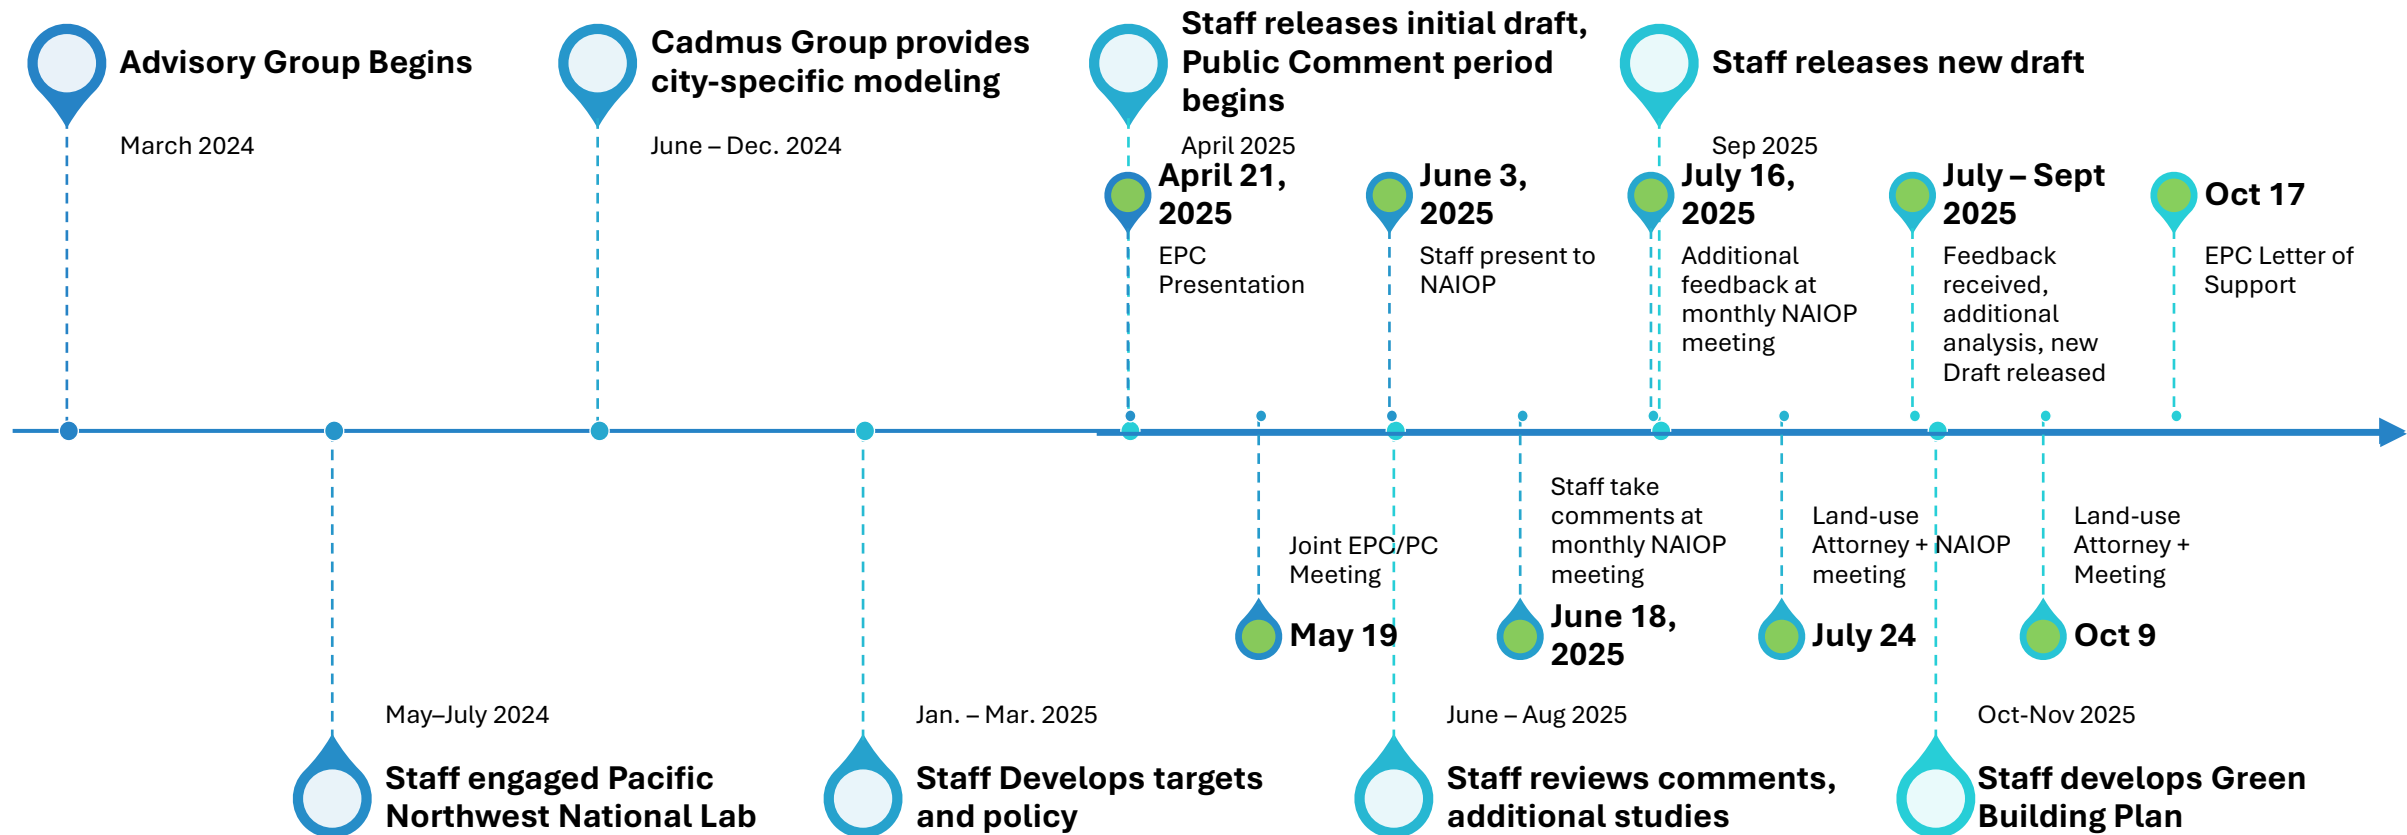 Advisory Group Begins
March 2024
Cadmus Group provides
city-specific modeling
June – Dec. 2024
Staff releases initial draft,
Public Comment period
begins
April 2025
Staff releases new draft
Sep 2025
April 21,
2025
EPC
Presentation
June 3,
2025
Staff present to
NAIOP
July 16,
2025
Additional
feedback at
monthly NAIOP
meeting
July – Sept
2025
Feedback
received,
additional
analysis, new
Draft released
Oct 17
EPC Letter of
Support
Joint EPC/PC
Meeting
May 19
Staff take
comments at
monthly NAIOP
meeting
June 18,
2025
Land-use
Attorney + NAIOP
meeting
July 24
Land-use
Attorney +
Meeting
Oct 9
May–July 2024
Staff engaged Pacific
Northwest National Lab
Jan. – Mar. 2025
Staff Develops targets
and policy
June – Aug 2025
Staff reviews comments,
additional studies
Oct-Nov 2025
Staff develops Green
Building Plan